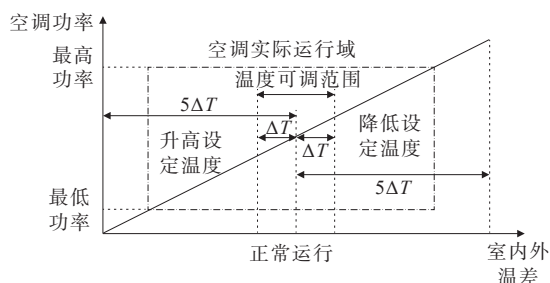 空调功率
最高
功率
空调实际运行域
温度可调范围
5ΔT
ΔT
升高设
定温度
ΔT
降低设
定温度
5ΔT
最低
功率
正常运行
室内外
温差